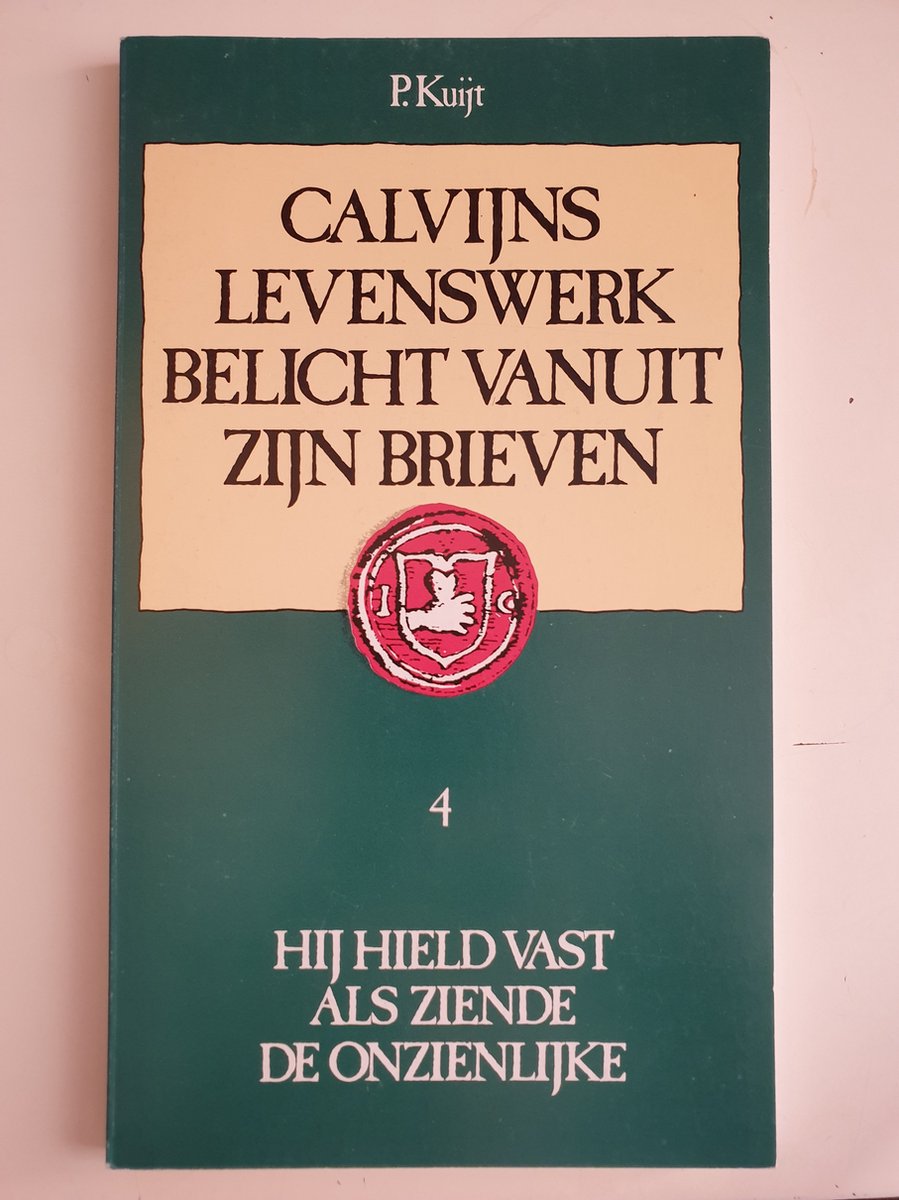 P. Kuijt
CALVIJNS
LEVENSWERK
BELICHT VANUIT
ZIJN BRIEVEN
I C
4
HIJ HIELD VAST
ALS ZIENDE
DE ONZIENLIJKE